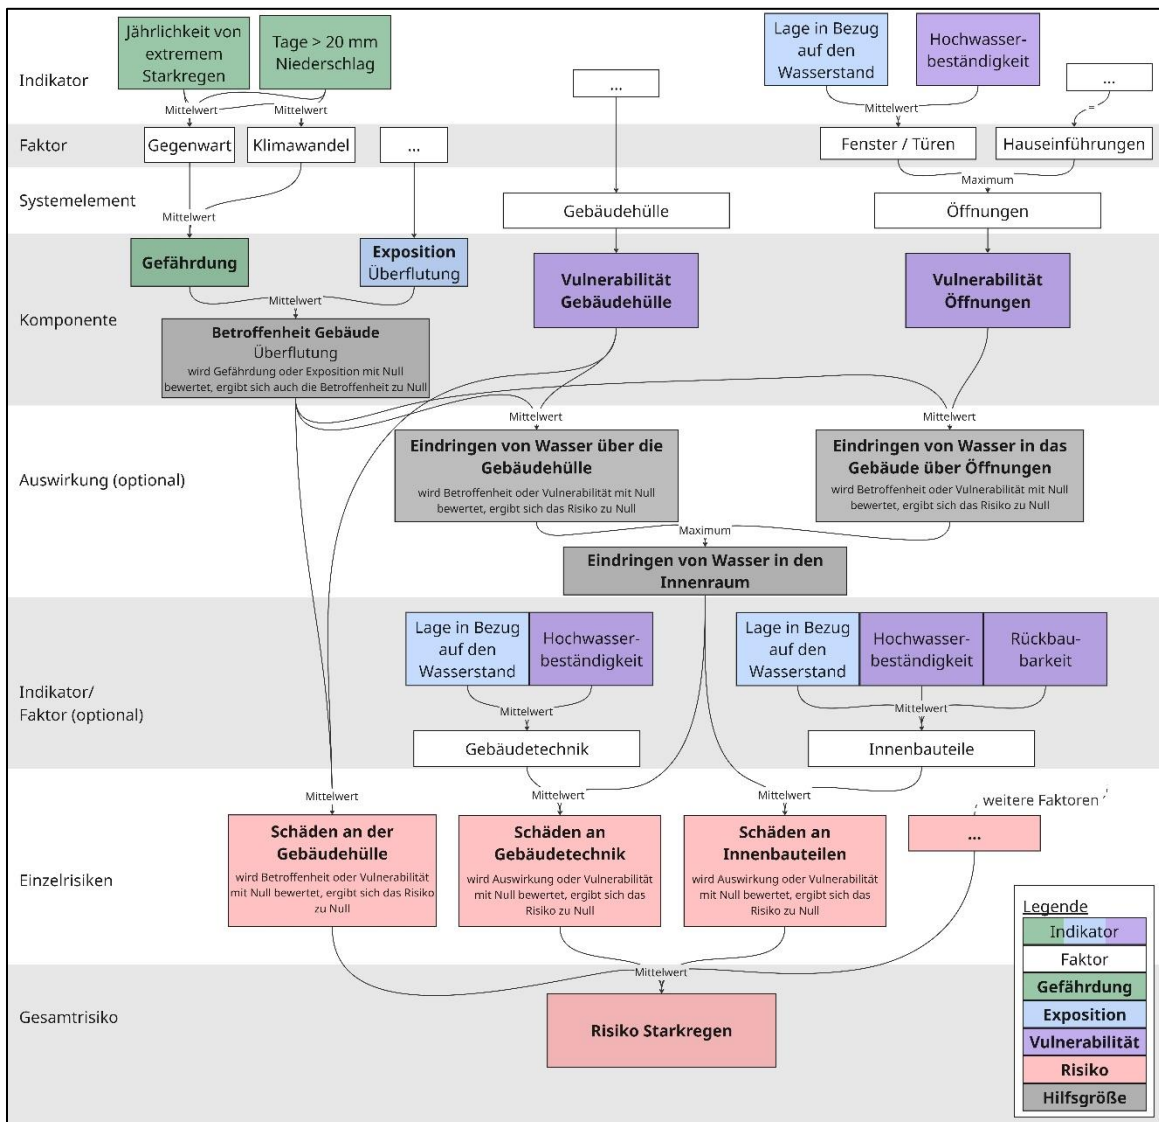 Indikator
Jährlichkeit von
extremem
Starkregen
Tage > 20 mm
Niederschlag
...
Lage in Bezug
auf den
Wasserstand
Hochwasser-
beständigkeit
...
Mittelwert
Mittelwert
Mittelwert
=
Faktor
Gegenwart
Klimawandel
...
Fenster / Türen
Hauseinführungen
Maximum
Systemelement
Mittelwert
Gebäudehülle
Öffnungen
Komponente
Gefährdung
Exposition
Überflutung
Vulnerabilität
Gebäudehülle
Vulnerabilität
Öffnungen
Mittelwert
Betroffenheit Gebäude
Überflutung
wird Gefährdung oder Exposition mit Null
bewertet, ergibt sich auch die Betroffenheit zu Null
Auswirkung (optional)
Mittelwert
Mittelwert
Eindringen von Wasser über die
Gebäudehülle
wird Betroffenheit oder Vulnerabilität mit Null
bewertet, ergibt sich das Risiko zu Null
Eindringen von Wasser in das
Gebäude über Öffnungen
wird Betroffenheit oder Vulnerabilität mit Null
bewertet, ergibt sich das Risiko zu Null
Maximum
Eindringen von Wasser in den
Innenraum
Indikator/
Faktor (optional)
Lage in Bezug
auf den
Wasserstand
Hochwasser-
beständigkeit
Lage in Bezug
auf den
Wasserstand
Hochwasser-
beständigkeit
Rückbau-
barkeit
Mittelwert
Mittelwert
Gebäudetechnik
Innenbauteile
Einzelrisiken
Mittelwert
Mittelwert
Mittelwert
weitere Faktoren
Schäden an der
Gebäudehülle
wird Betroffenheit oder Vulnerabilität
mit Null bewertet, ergibt sich das Risiko
zu Null
Schäden an
Gebäudetechnik
wird Auswirkung oder Vulnerabilität
mit Null bewertet, ergibt sich das
Risiko zu Null
Schäden an
Innenbauteilen
wird Auswirkung oder Vulnerabilität
mit Null bewertet, ergibt sich das
Risiko zu Null
...
Gesamtrisiko
Mittelwert
Risiko Starkregen
Legende
Indikator
Faktor
Gefährdung
Exposition
Vulnerabilität
Risiko
Hilfsgröße